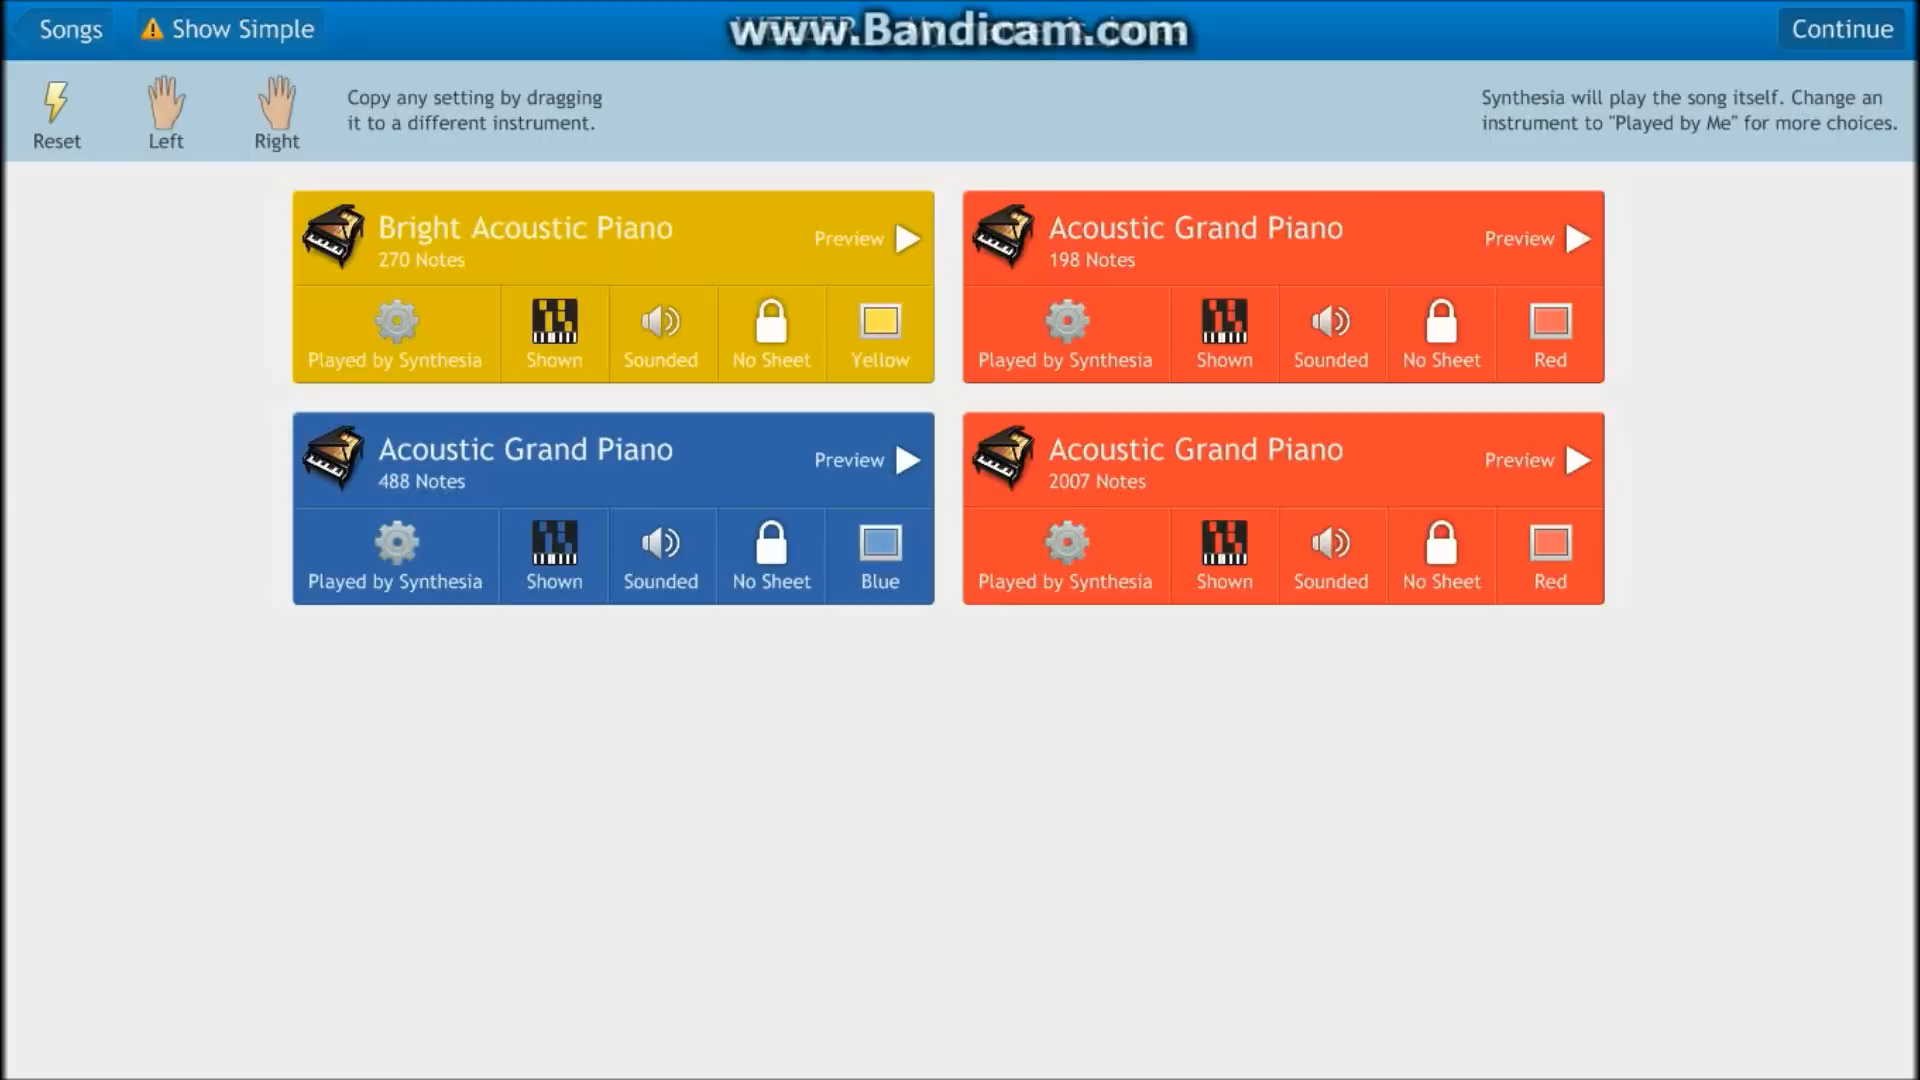 Songs
Show Simple
www.Bandicam.com
Continue
Reset
Left
Right
Copy any setting by dragging
it to a different instrument.
Synthesia will play the song itself. Change an
instrument to "Played by Me" for more choices.
Bright Acoustic Piano
270 Notes
Preview
Played by Synthesia
Shown
Sounded
No Sheet
Yellow
Acoustic Grand Piano
198 Notes
Preview
Played by Synthesia
Shown
Sounded
No Sheet
Red
Acoustic Grand Piano
488 Notes
Preview
Played by Synthesia
Shown
Sounded
No Sheet
Blue
Acoustic Grand Piano
2007 Notes
Preview
Played by Synthesia
Shown
Sounded
No Sheet
Red